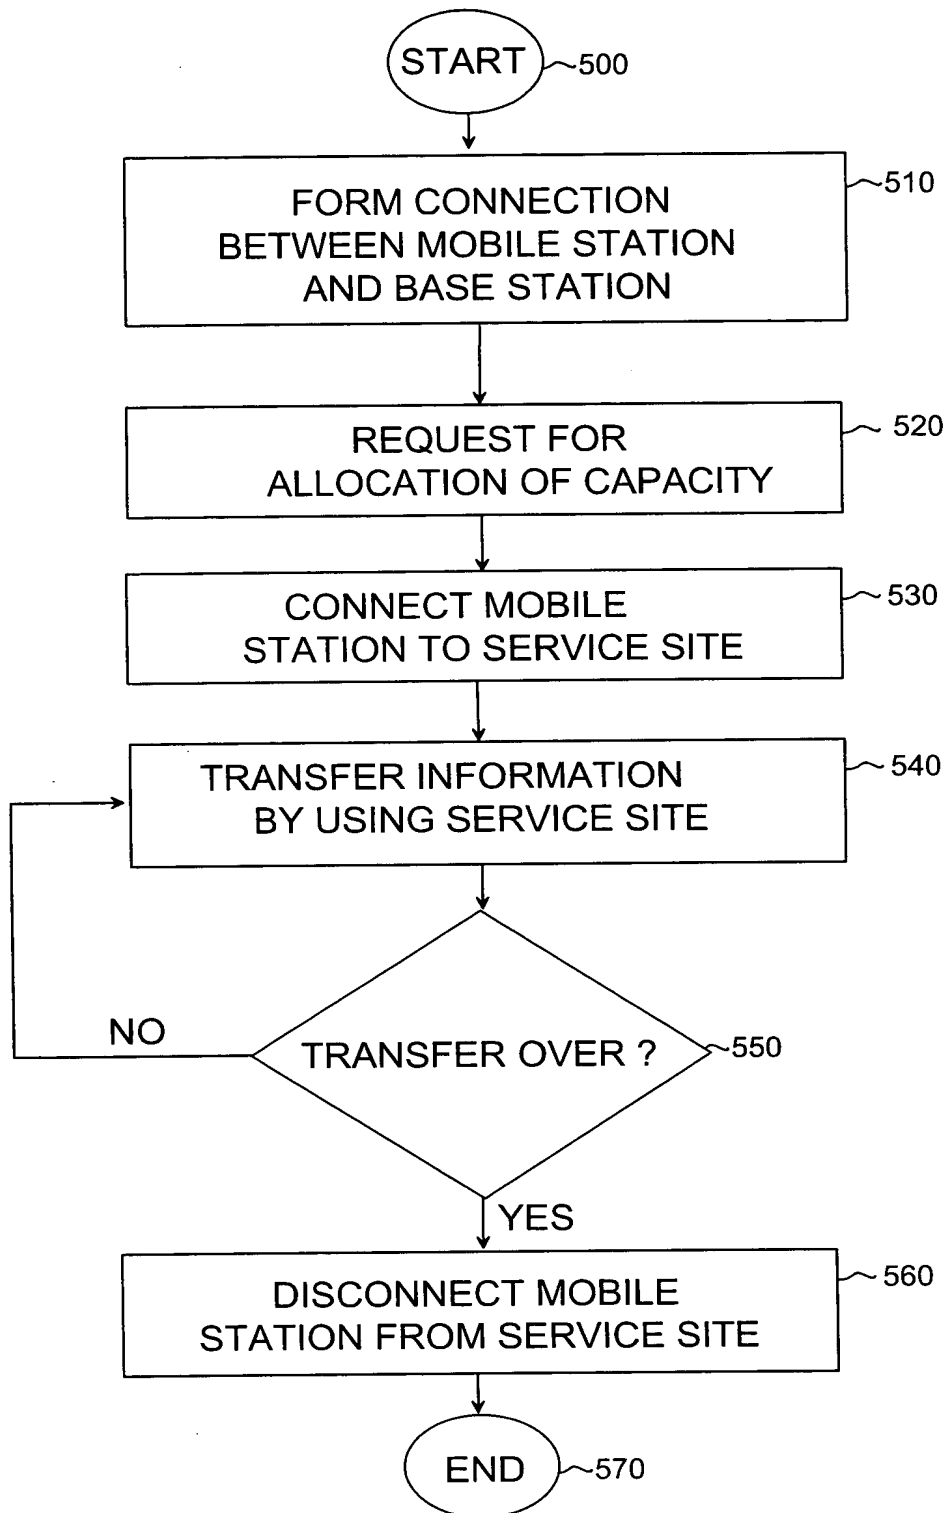 START
500
FORM CONNECTION
BETWEEN MOBILE STATION
AND BASE STATION
510
REQUEST FOR
ALLOCATION OF CAPACITY
520
CONNECT MOBILE
STATION TO SERVICE SITE
530
TRANSFER INFORMATION
BY USING SERVICE SITE
540
NO
TRANSFER OVER ?
550
YES
DISCONNECT MOBILE
STATION FROM SERVICE SITE
560
END
570